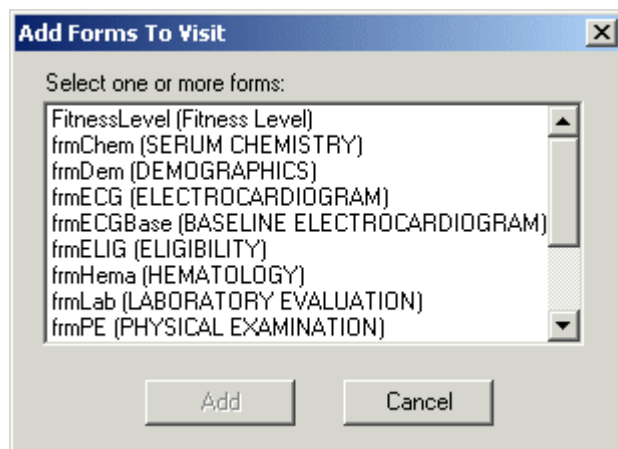 Add Forms To Visit
Select one or more forms:
FitnessLevel (Fitness Level)
frmChem (SERUM CHEMISTRY)
frmDem (DEMOGRAPHICS)
frmECG (ELECTROCARDIOGRAM)
frmECGBase (BASELINE ELECTROCARDIOGRAM)
frmELIG (ELIGIBILITY)
frmHema (HEMATOLOGY)
frmLab (LABORATORY EVALUATION)
frmPE (PHYSICAL EXAMINATION)
Add Cancel